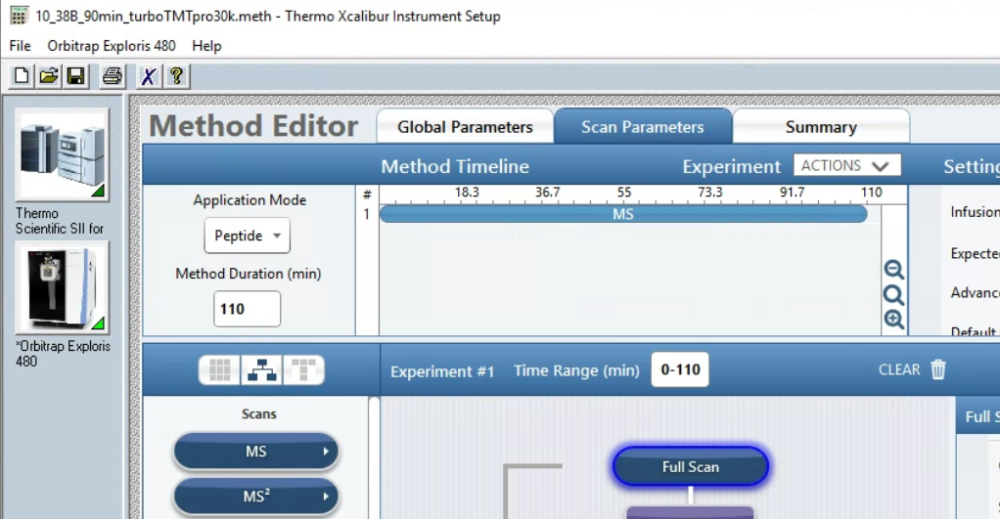 10_38B_90min_turboTMTpro30k.meth - Thermo Xcalibur Instrument Setup
File Orbitrap Exploris 480 Help
X ?
Method Editor Global Parameters Scan Parameters Summary
Method Timeline Experiment ACTIONS Setting
Application Mode
Peptide
Method Duration (min)
110
# 18.3 36.7 55 73.3 91.7 110
1 MS
Infusion
Expected
Advance
Default
Thermo
Scientific SII for
*Orbitrap Exploris
480
Experiment #1 Time Range (min) 0-110 CLEAR
Scans
MS
MS²
Full Scan
Full S